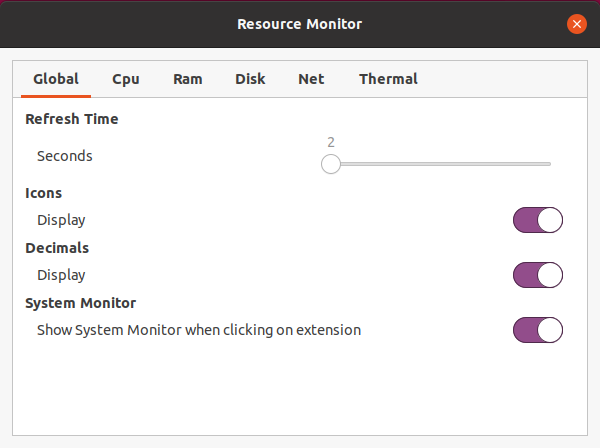 Resource Monitor
Global Cpu Ram Disk Net Thermal
Refresh Time
2
Seconds
Icons
Display
Decimals
Display
System Monitor
Show System Monitor when clicking on extension